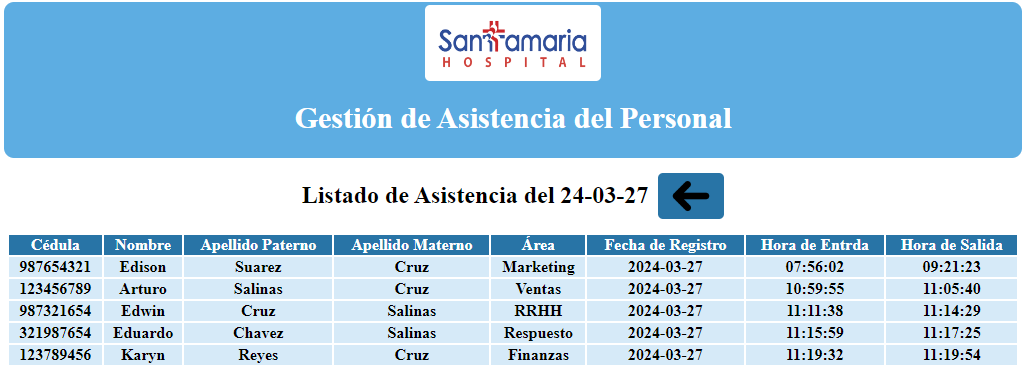 Santamaria
HOSPITAL
Gestión de Asistencia del Personal
Listado de Asistencia del 24-03-27
Cédula Nombre Apellido Paterno Apellido Materno Área Fecha de Registro Hora de Entrda Hora de Salida
987654321 Edison Suarez Cruz Marketing 2024-03-27 07:56:02 09:21:23
123456789 Arturo Salinas Cruz Ventas 2024-03-27 10:59:55 11:05:40
987321654 Edwin Cruz Salinas RRHH 2024-03-27 11:11:38 11:14:29
321987654 Eduardo Chavez Salinas Respuesto 2024-03-27 11:15:59 11:17:25
123789456 Karyn Reyes Cruz Finanzas 2024-03-27 11:19:32 11:19:54